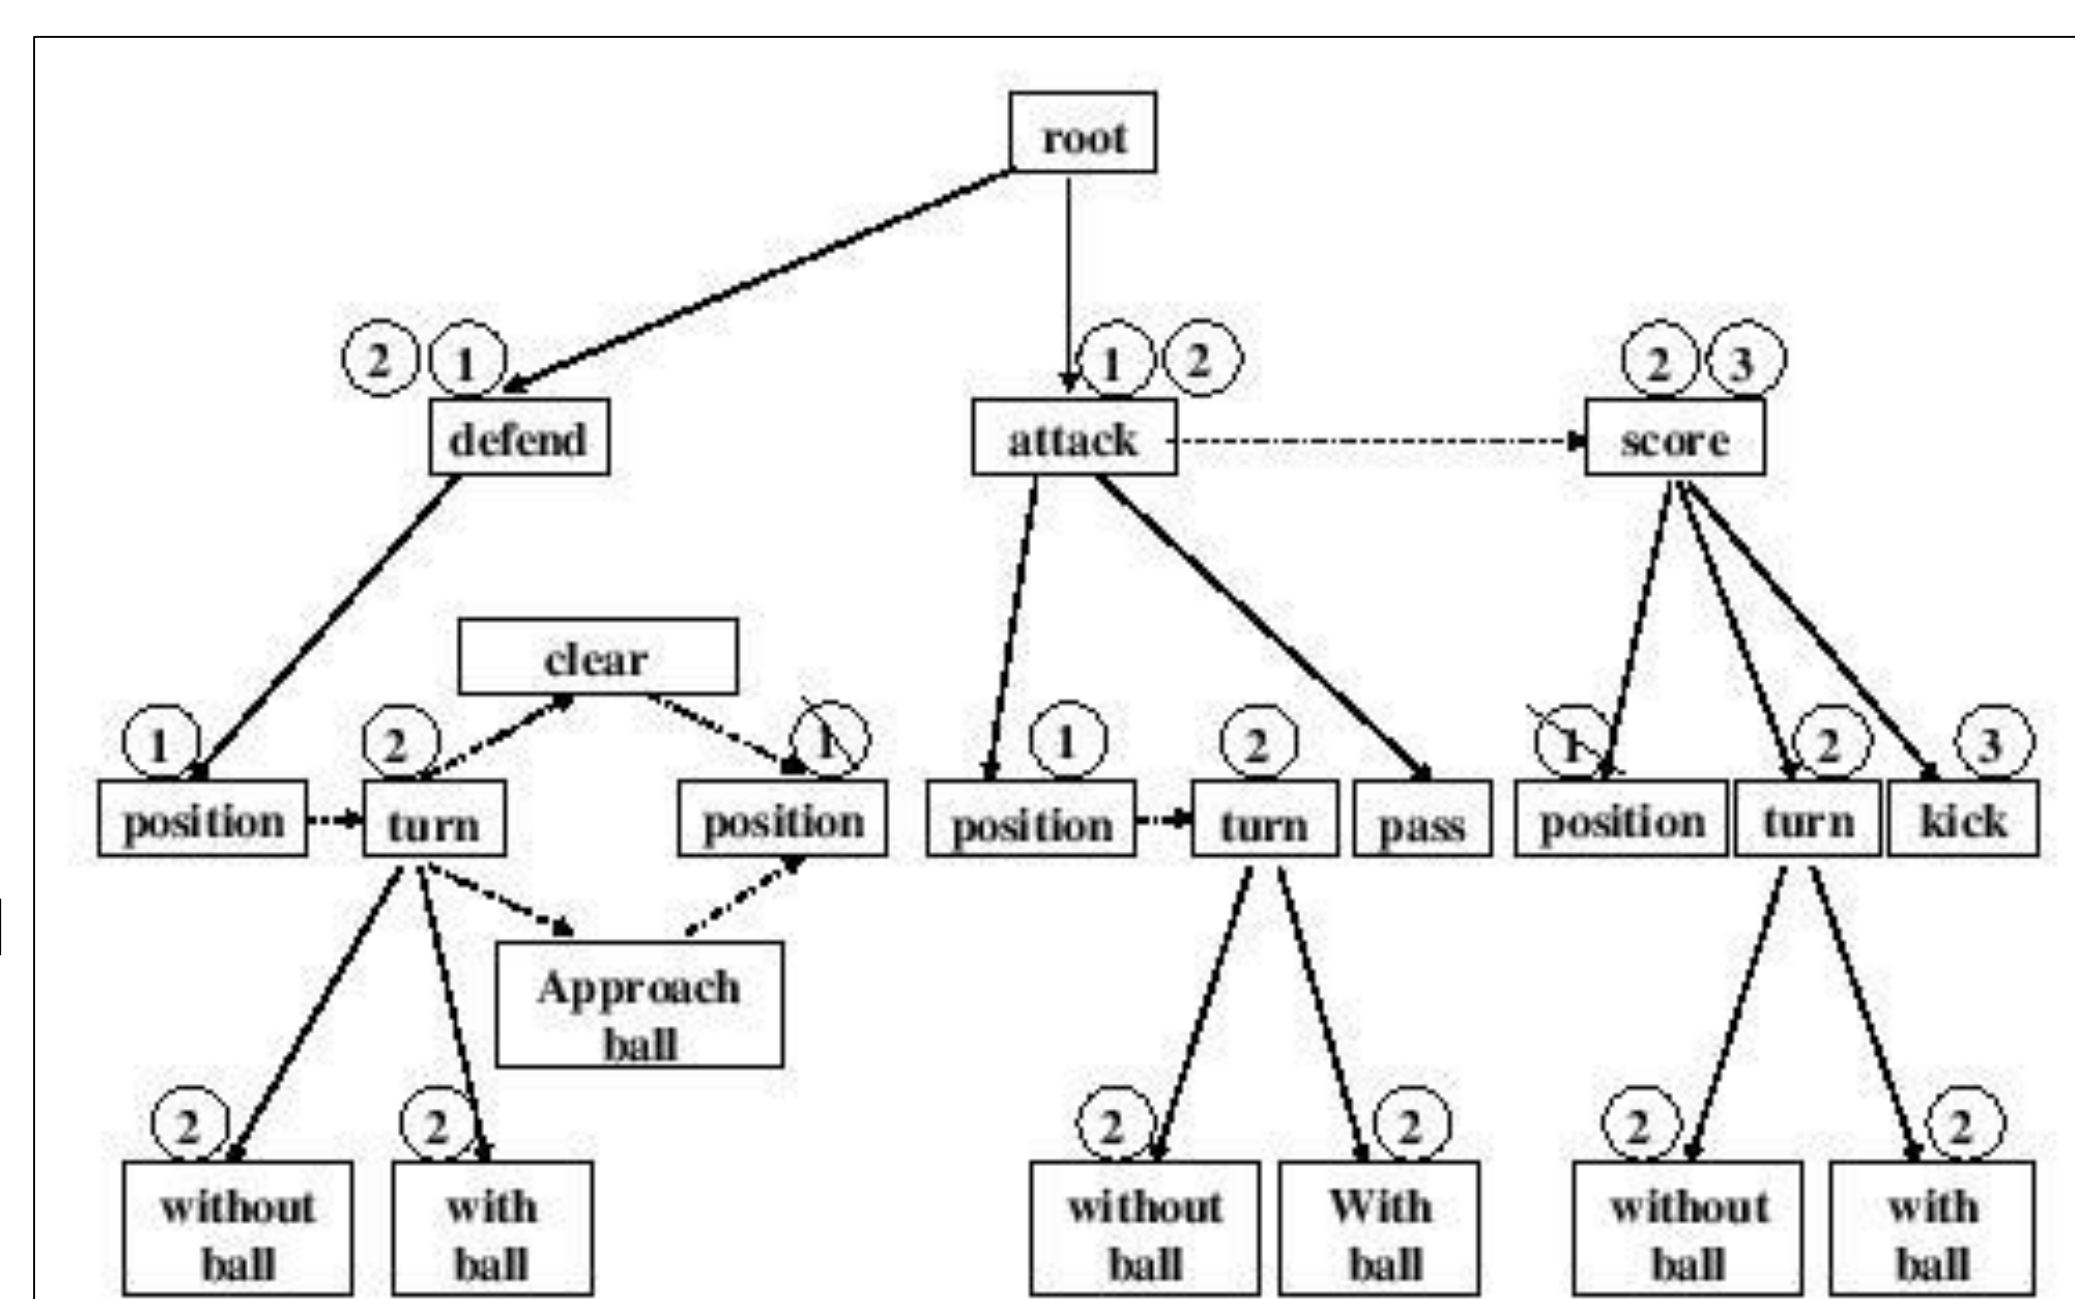 root
2 1 1 2 2 3
defend attack score
clear
1 2 1 1 2 1 2 3
position turn position position turn pass position turn kick
Approach
ball
2 2 2 2 2 2
without with without With without with
ball ball ball ball ball ball